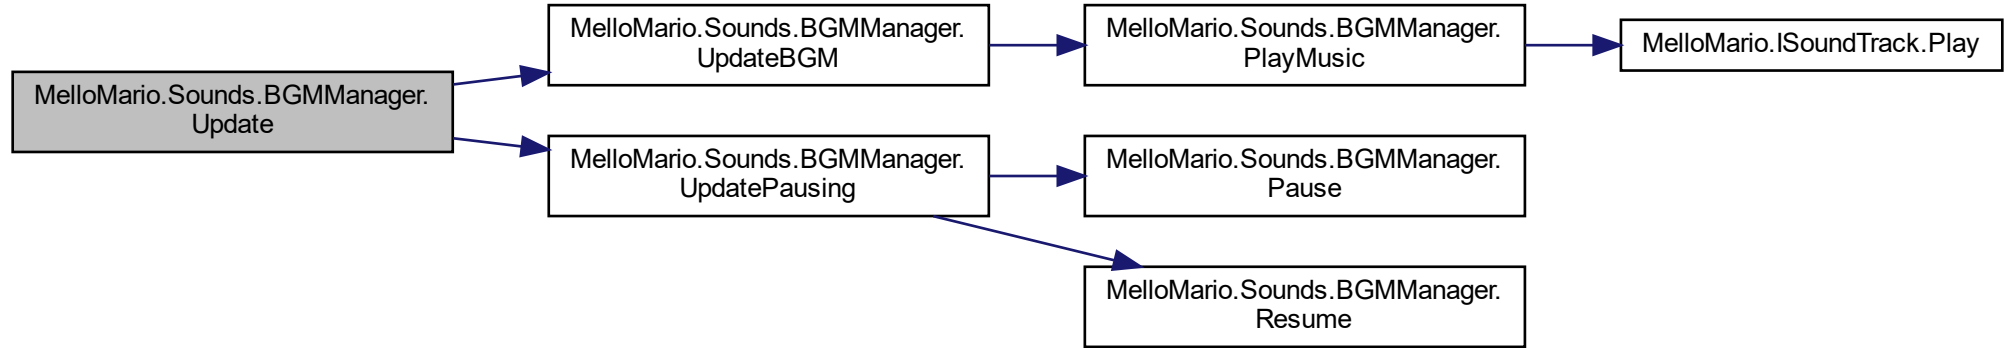 MelloMario.Sounds.BGMManager.
Update
MelloMario.Sounds.BGMManager.
UpdateBGM
MelloMario.Sounds.BGMManager.
PlayMusic
MelloMario.ISoundTrack.Play
MelloMario.Sounds.BGMManager.
UpdatePausing
MelloMario.Sounds.BGMManager.
Pause
MelloMario.Sounds.BGMManager.
Resume